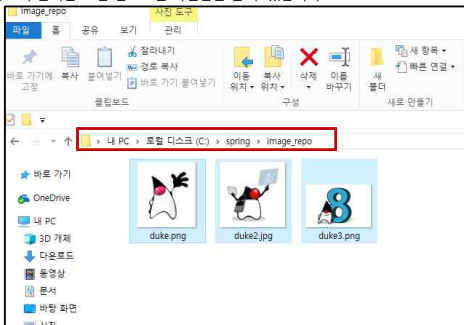 image_repo 사진 도구
파일 홈 공유 보기 관리
바로 가기에 고정
복사
붙여넣기
잘라내기
경로 복사
바로 가기 붙여넣기
이동 위치
복사 위치
삭제
이름 바꾸기
새 폴더
새 항목
빠른 연결
클립보드 구성 새로 만들기
내 PC › 로컬 디스크 (C:) › spring › image_repo
바로 가기
OneDrive
내 PC
3D 개체
다운로드
동영상
문서
바탕 화면
duke.png duke2.jpg duke3.png